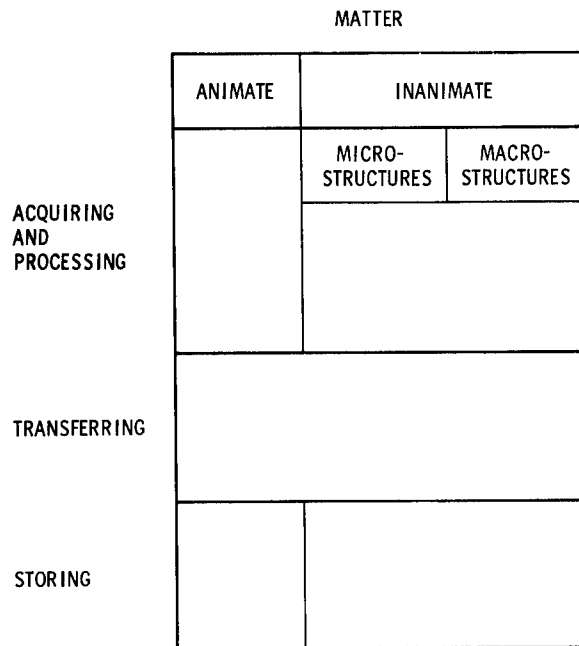 MATTER
ANIMATE
INANIMATE
MICRO-
STRUCTURES
MACRO-
STRUCTURES
ACQUIRING
AND
PROCESSING
TRANSFERRING
STORING